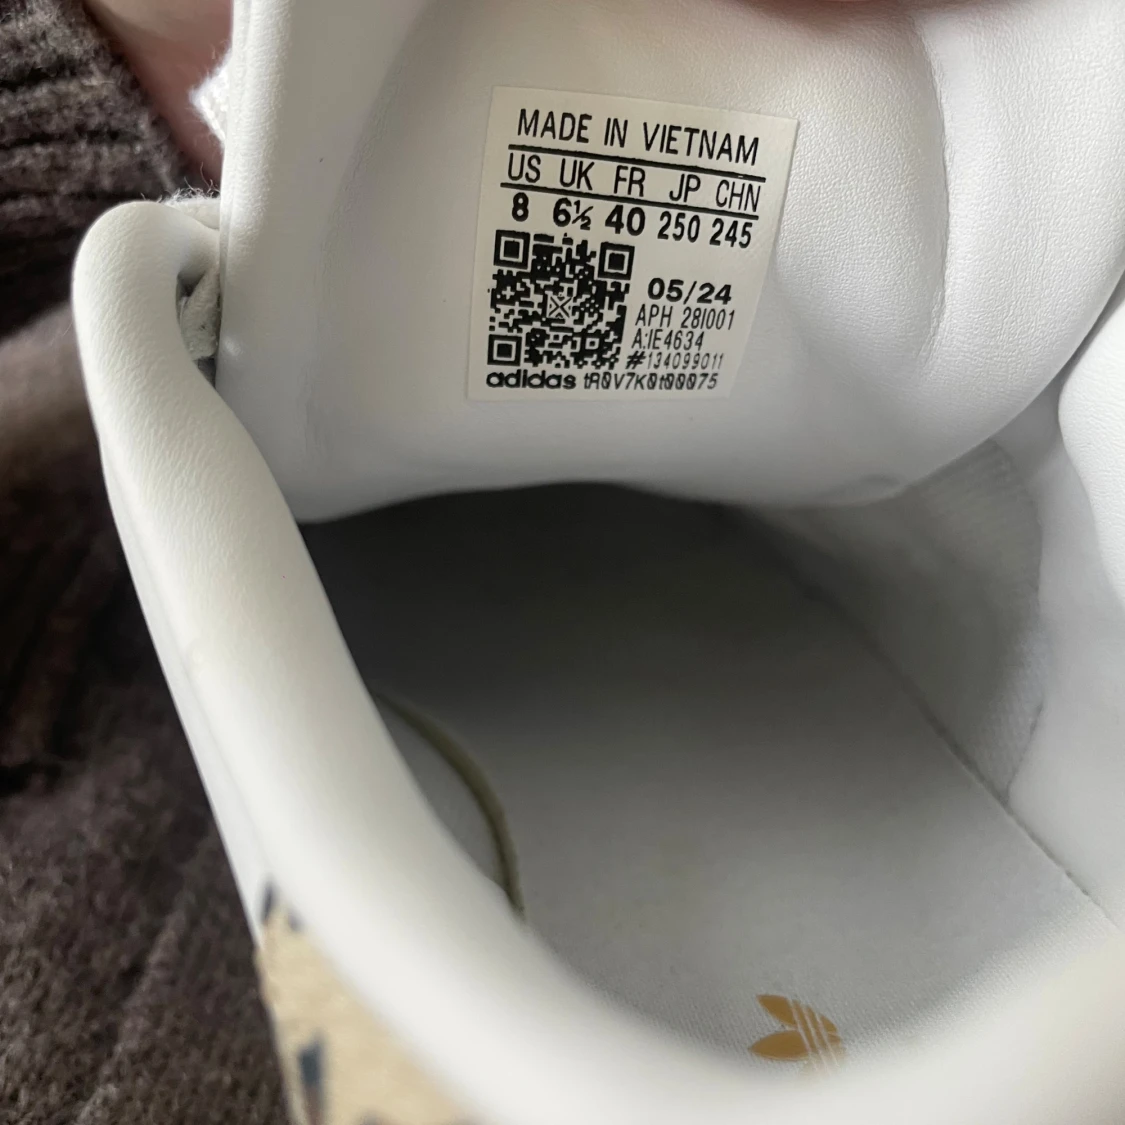 MADE IN VIETNAM
US UK FR JP CHN
8 6½ 40 250 245
05/24
APH 28I001
A:IE4634
#134099011
adidas tR0V7K0t00075